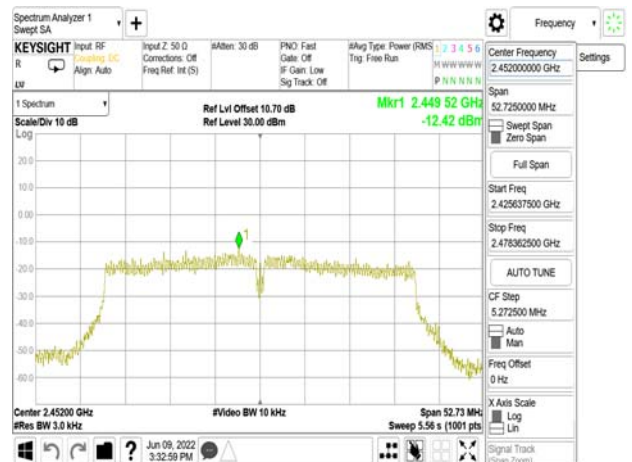 Spectrum Analyzer 1
Swept SA
Frequency
KEYSIGHT
R
Input: RF
Coupling: DC
Align: Auto
Input Z: 50 Ω
Corrections: Off
Freq Ref: Int (S)
#Atten: 30 dB
PNO: Fast
Gate: Off
IF Gain: Low
Sig Track: Off
#Avg Type: Power (RMS
Trig: Free Run
1 2 3 4 5 6
M W W W W W
P N N N N N
Center Frequency
2.452000000 GHz
Settings
Span
52.7250000 MHz
Swept Span
Zero Span
Full Span
Start Freq
2.425637500 GHz
Stop Freq
2.478362500 GHz
AUTO TUNE
CF Step
5.272500 MHz
Auto
Man
Freq Offset
0 Hz
X Axis Scale
Log
Lin
Signal Track
(Span Zoom)
1 Spectrum
Scale/Div 10 dB
Log
Ref Lvl Offset 10.70 dB
Ref Level 30.00 dBm
Mkr1 2.449 52 GHz
-12.42 dBm
20.0
10.0
0.00
-10.0
-20.0
-30.0
-40.0
-50.0
-60.0
1
Center 2.45200 GHz
#Res BW 3.0 kHz
#Video BW 10 kHz
Span 52.73 MHz
Sweep 5.56 s (1001 pts
?
Jun 09, 2022
3:32:59 PM